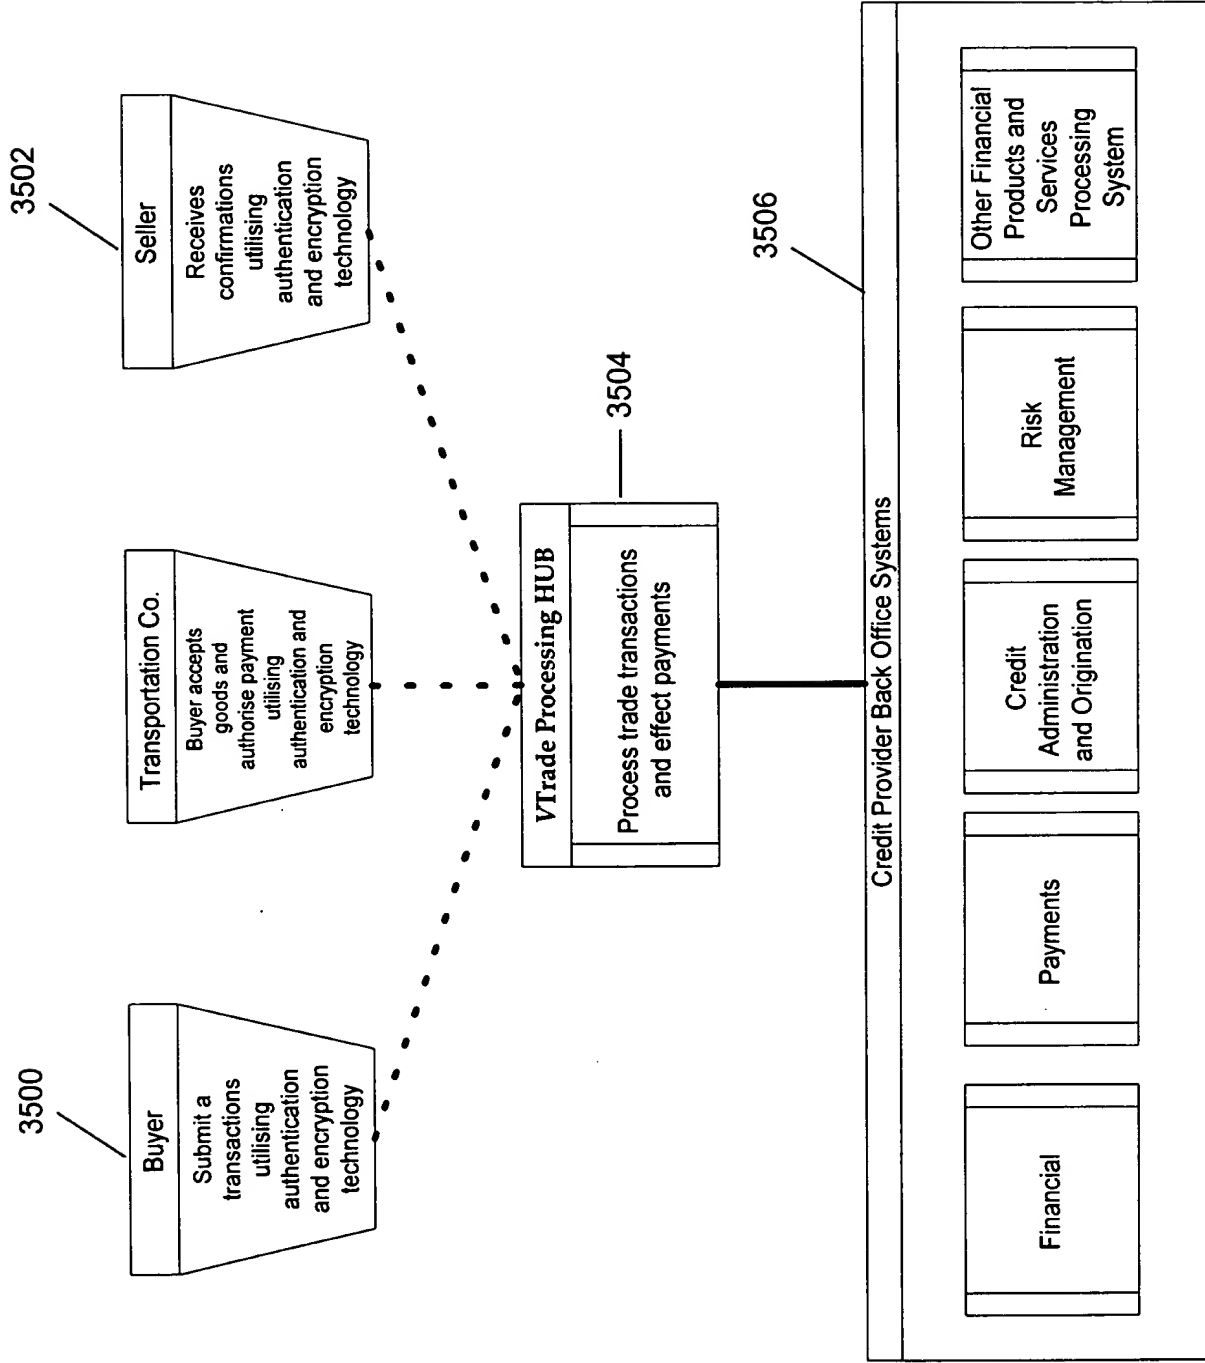 3500
Buyer
Submit a
transactions
utilising
authentication
and encryption
technology
Transportation Co.
Buyer accepts
goods and
authorise payment
utilising
authentication and
encryption
technology
3502
Seller
Receives
confirmations
utilising
authentication
and encryption
technology
VTrade Processing HUB
Process trade transactions
and effect payments
3504
3506
Credit Provider Back Office Systems
Financial
Payments
Credit
Administration
and Origination
Risk
Management
Other Financial
Products and
Services
Processing
System